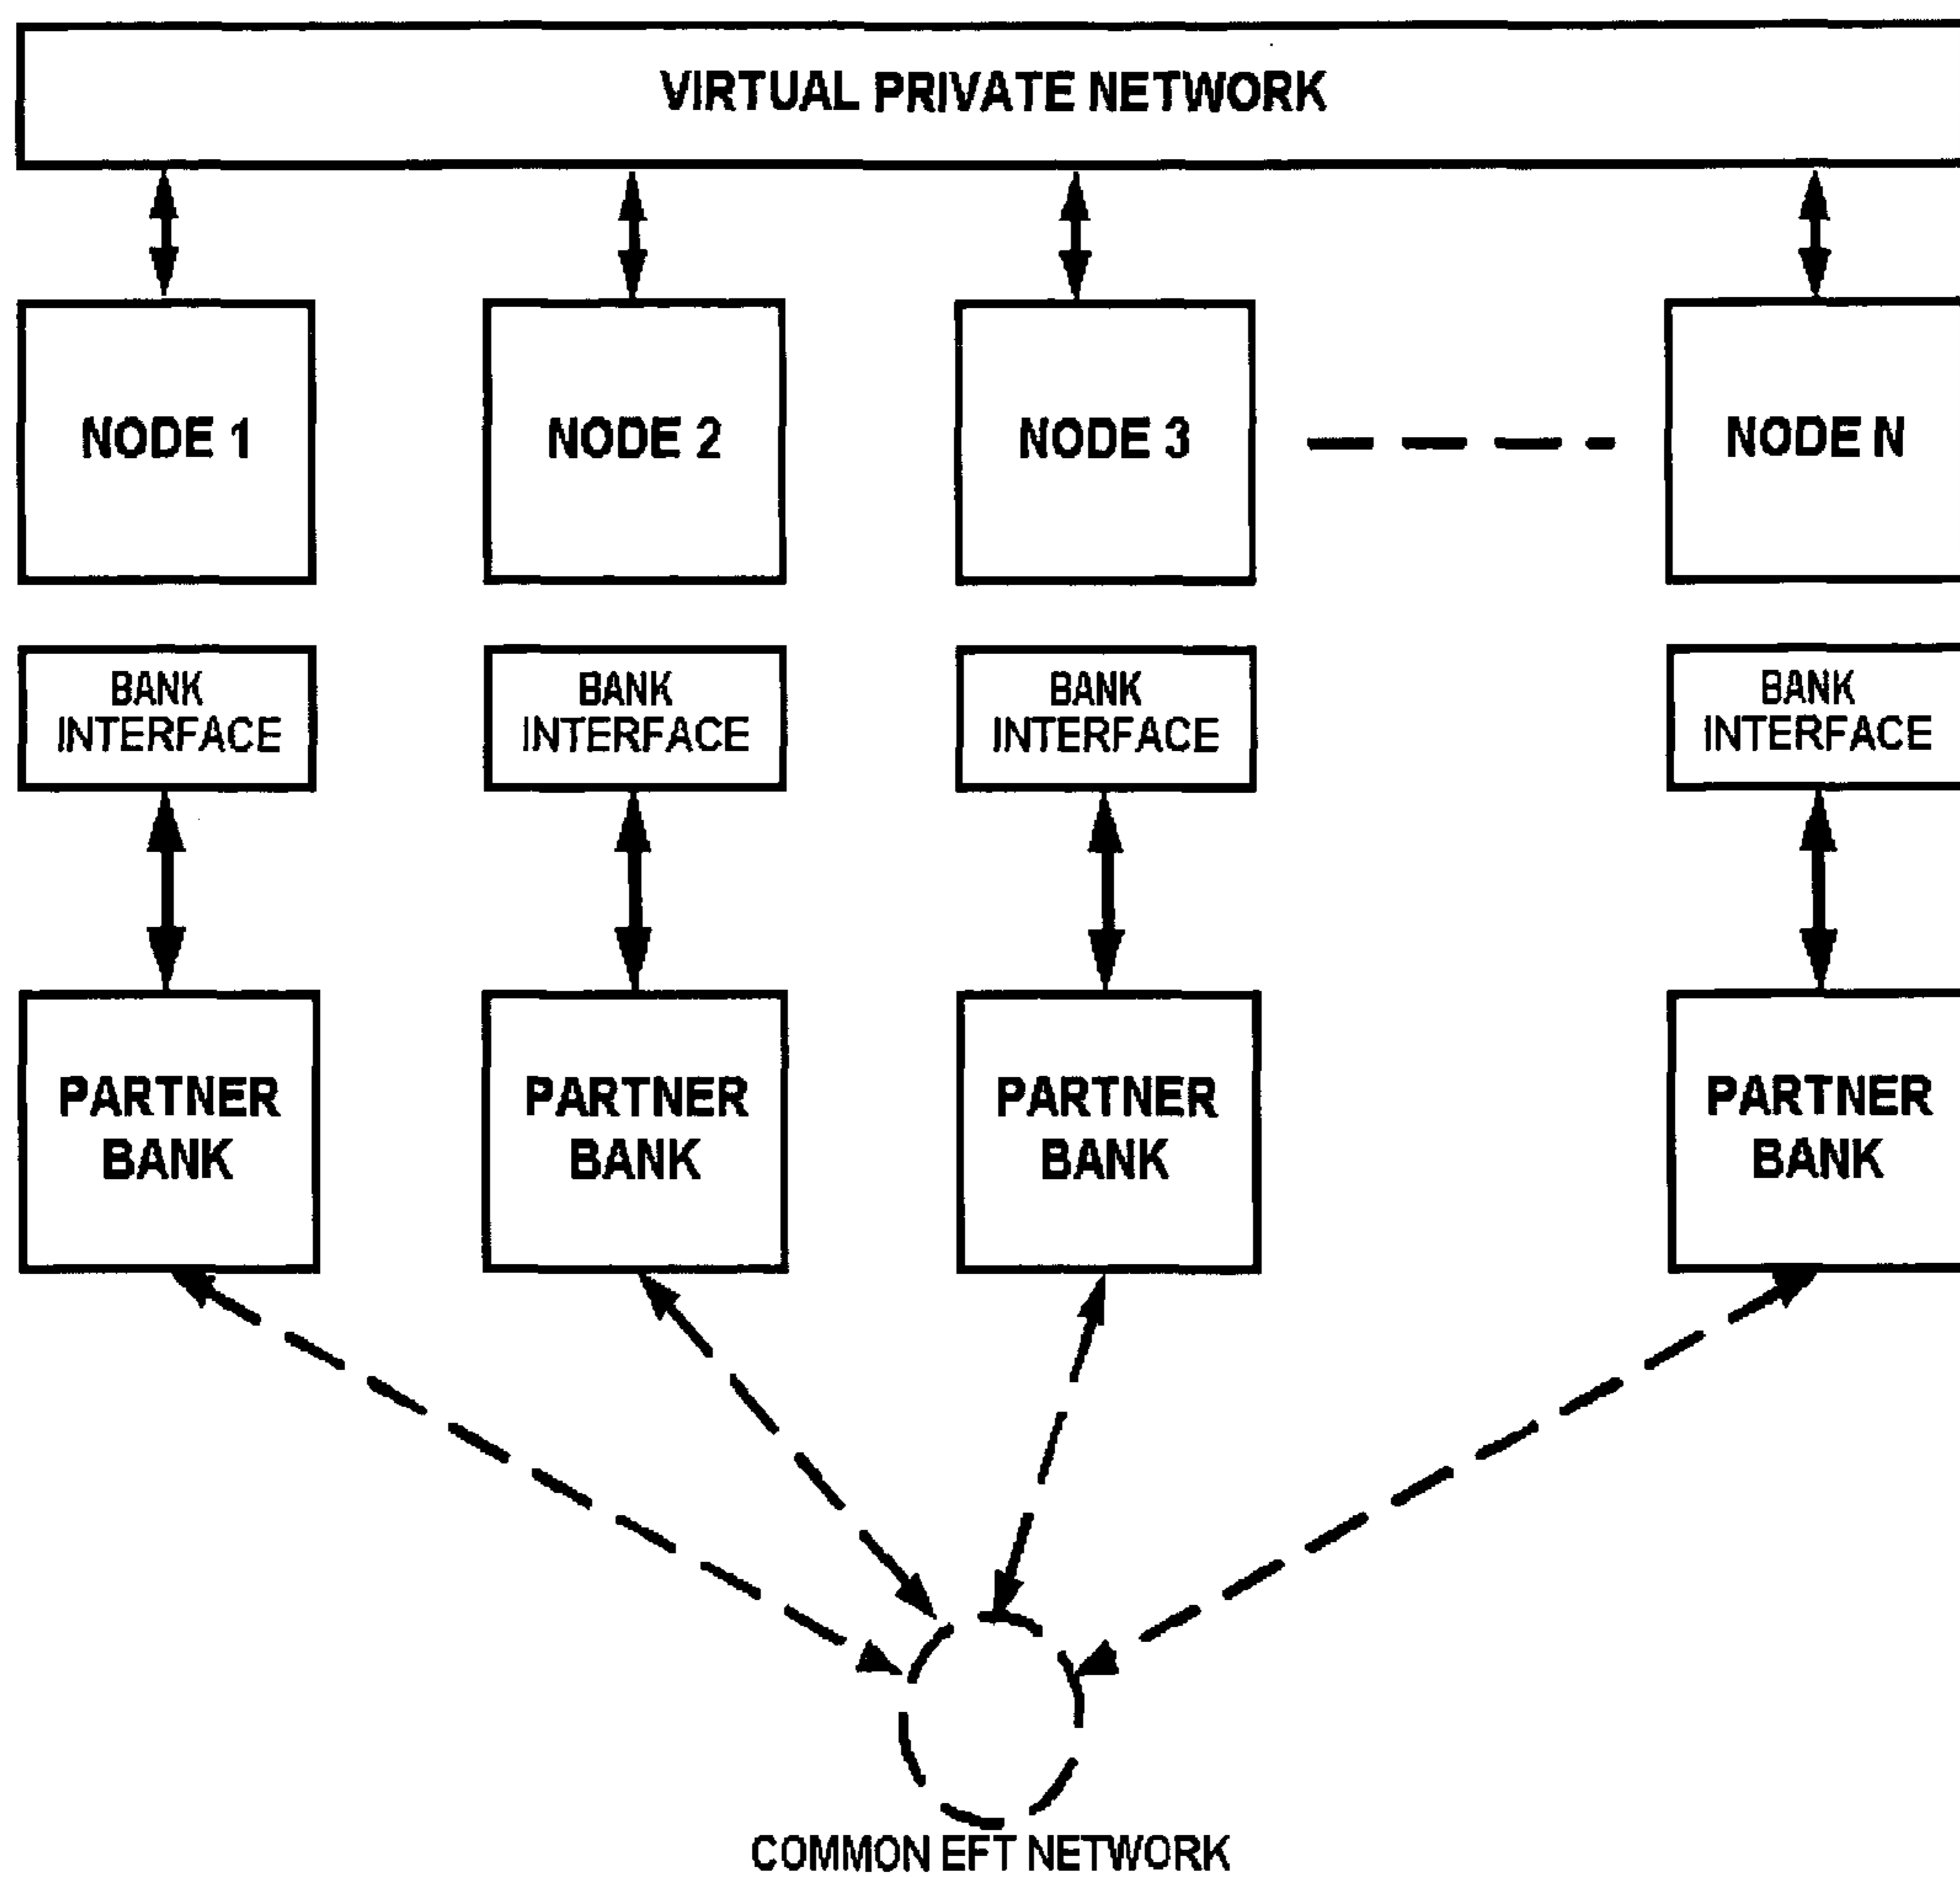 VIRTUAL PRIVATE NETWORK
NODE 1
NODE 2
NODE 3
NODE N
BANK
INTERFACE
BANK
INTERFACE
BANK
INTERFACE
BANK
INTERFACE
PARTNER
BANK
PARTNER
BANK
PARTNER
BANK
PARTNER
BANK
COMMON EFT NETWORK